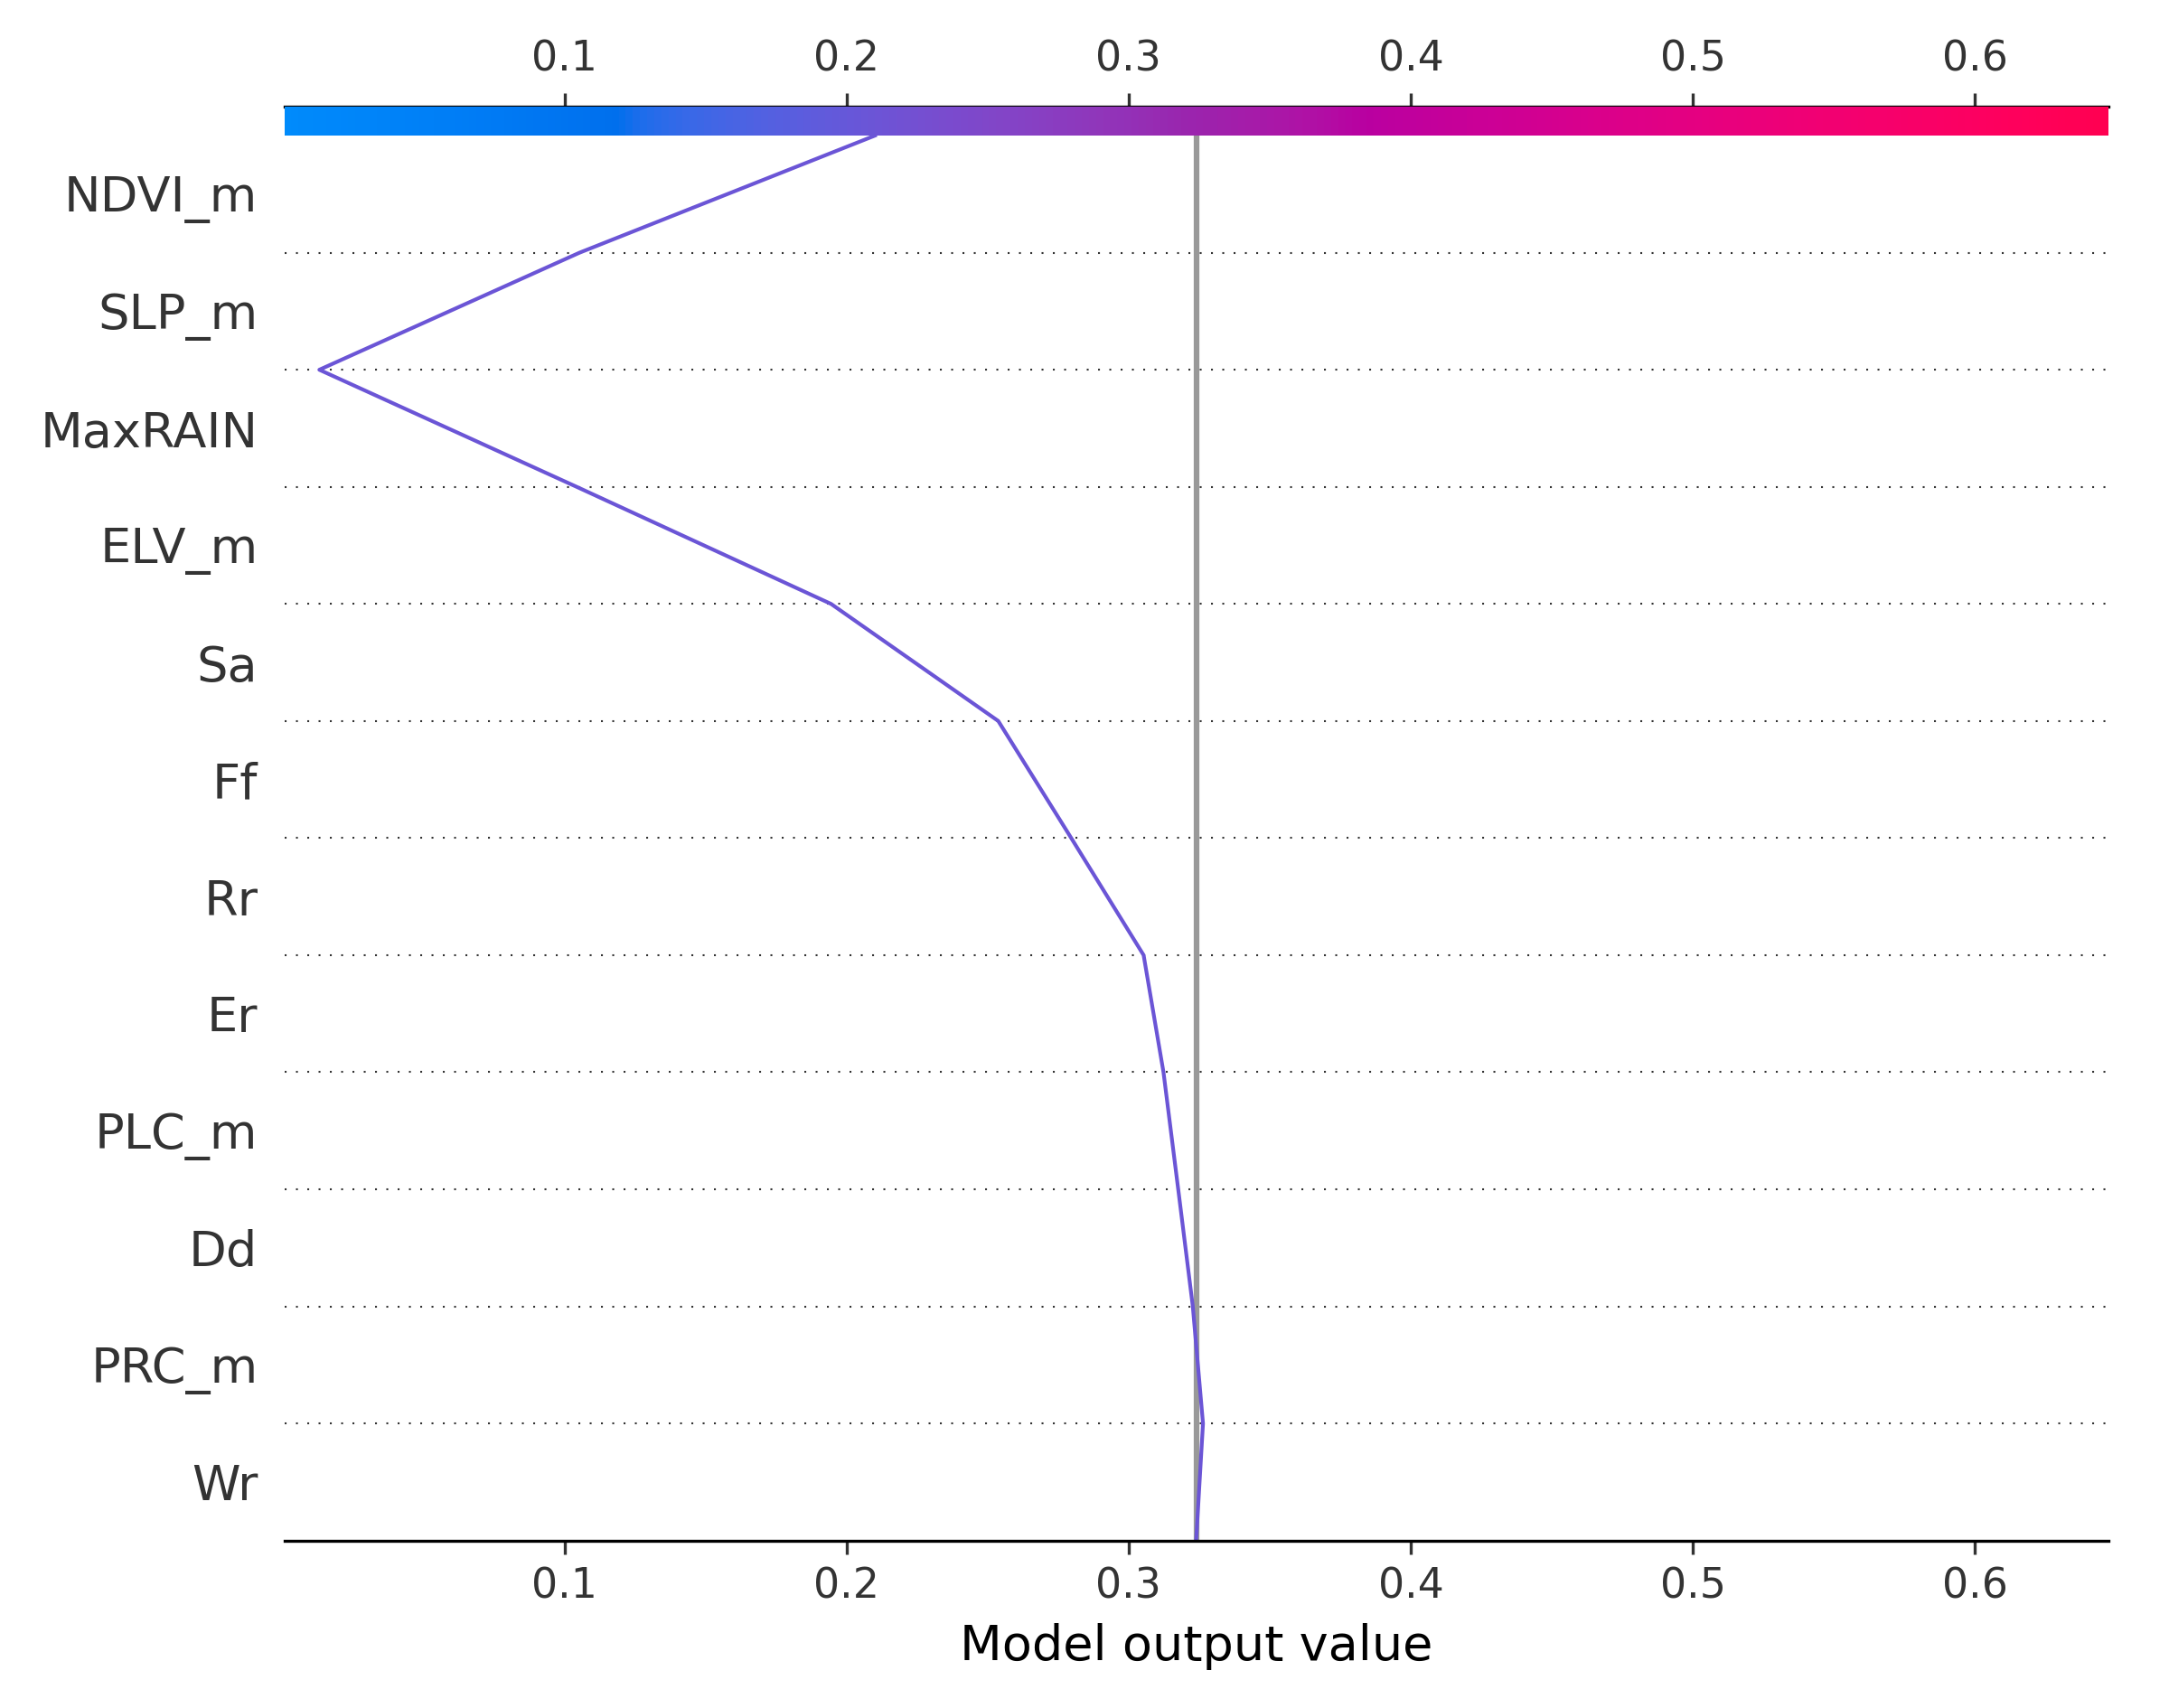 0.1 0.2 0.3 0.4 0.5 0.6
NDVI_m
SLP_m
MaxRAIN
ELV_m
Sa
Ff
Rr
Er
PLC_m
Dd
PRC_m
Wr
0.1 0.2 0.3 0.4 0.5 0.6
Model output value